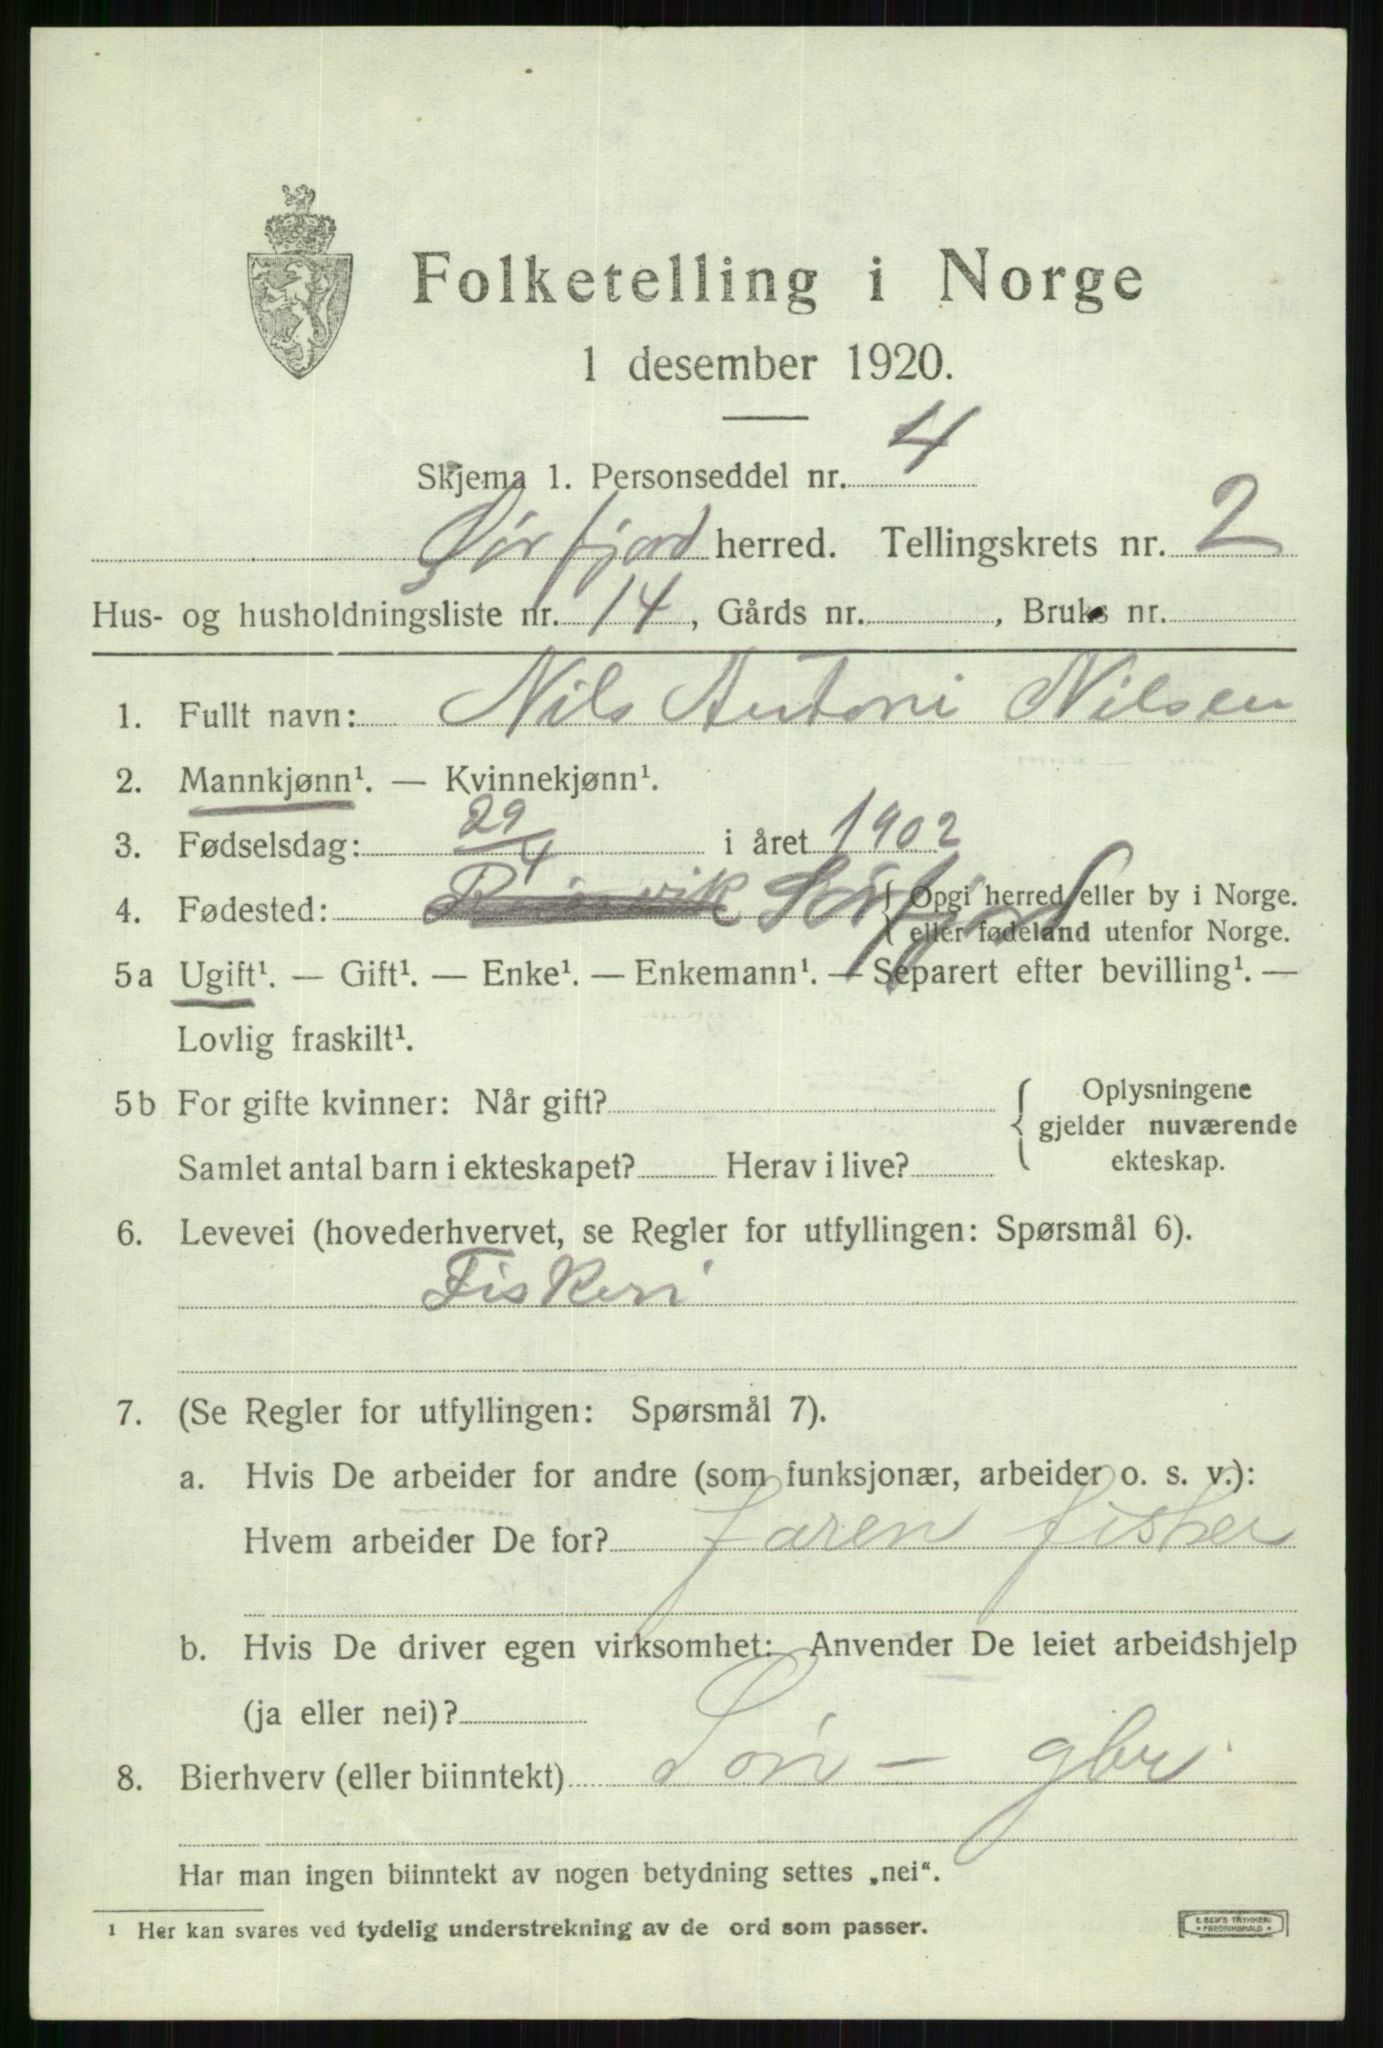 Folketelling i Norge
1 desember 1920.
Skjema 1. Personseddel nr. 4
Sørfjord herred. Tellingskrets nr. 2
Hus- og husholdningsliste nr. 14, Gårds nr. , Bruks nr.
1. Fullt navn: Nils Antoni Nilsen
2. Mannkjønn¹. — Kvinnekjønn¹.
3. Fødselsdag: 29/4 i året 1902
4. Fødested: Sørfjord { Opgi herred eller by i Norge.
eller fødeland utenfor Norge.
5a Ugift¹. — Gift¹. — Enke¹. — Enkemann¹. — Separert efter bevilling¹. —
Lovlig fraskilt¹.
5b For gifte kvinner: Når gift? { Oplysningene
gjelder nuværende
Samlet antal barn i ekteskapet? Herav i live? ekteskap.
6. Levevei (hovederhvervet, se Regler for utfyllingen: Spørsmål 6).
Fiskeri
7. (Se Regler for utfyllingen: Spørsmål 7).
a. Hvis De arbeider for andre (som funksjonær, arbeider o. s. v.):
Hvem arbeider De for? faren fisker
b. Hvis De driver egen virksomhet: Anvender De leiet arbeidshjelp
(ja eller nei)?
8. Bierhverv (eller biinntekt) Søn — gbr
Har man ingen biinntekt av nogen betydning settes „nei“.
¹ Her kan svares ved tydelig understrekning av de ord som passer.
E. SEM'S TRYKKERI
• FREDRIKSHALD •